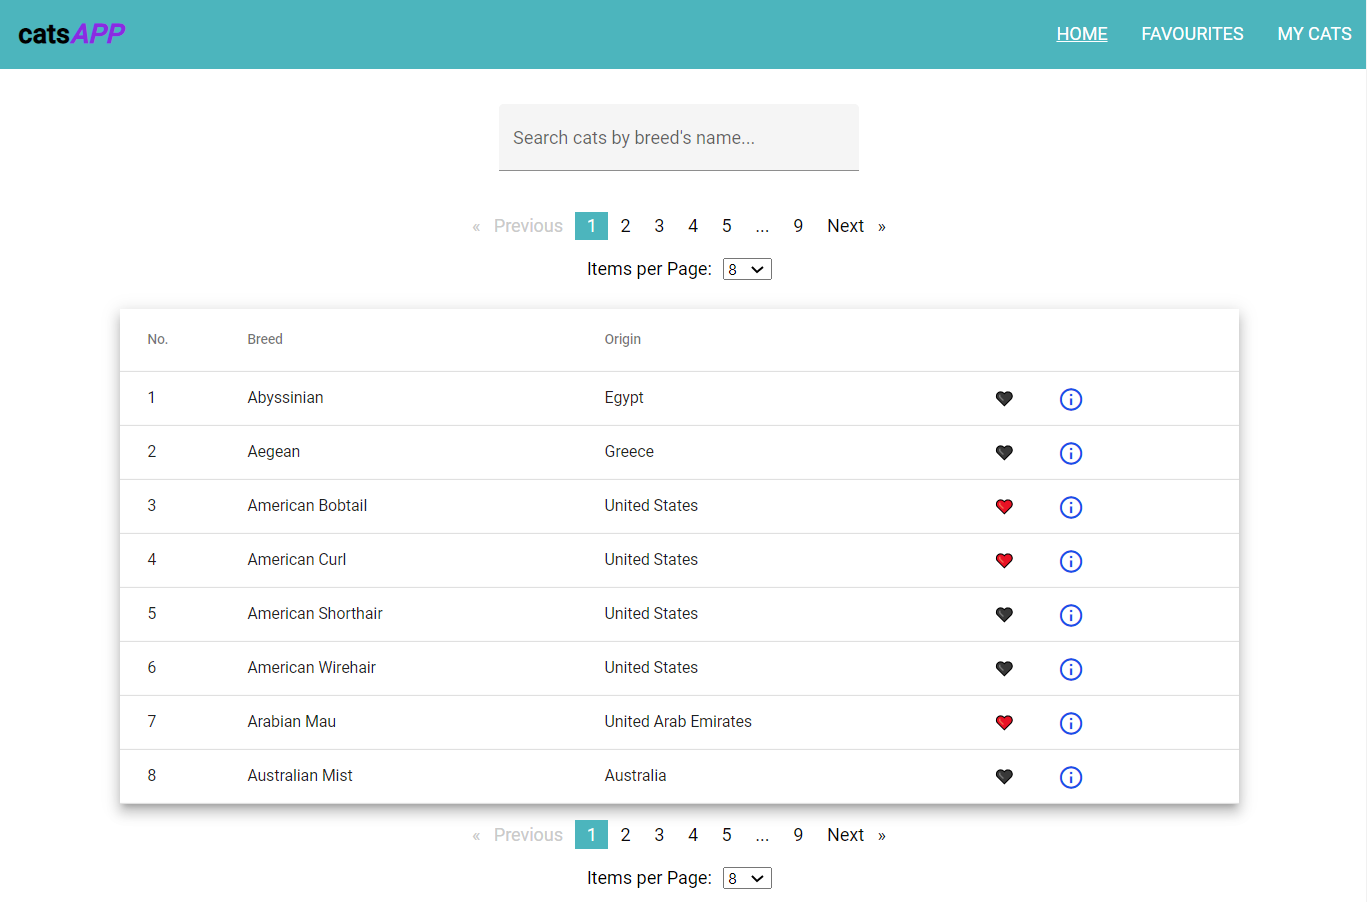 catsAPP HOME FAVOURITES MY CATS
Search cats by breed's name...
« Previous 1 2 3 4 5 ... 9 Next »
Items per Page: 8
No. Breed Origin
1 Abyssinian Egypt
2 Aegean Greece
3 American Bobtail United States
4 American Curl United States
5 American Shorthair United States
6 American Wirehair United States
7 Arabian Mau United Arab Emirates
8 Australian Mist Australia
« Previous 1 2 3 4 5 ... 9 Next »
Items per Page: 8